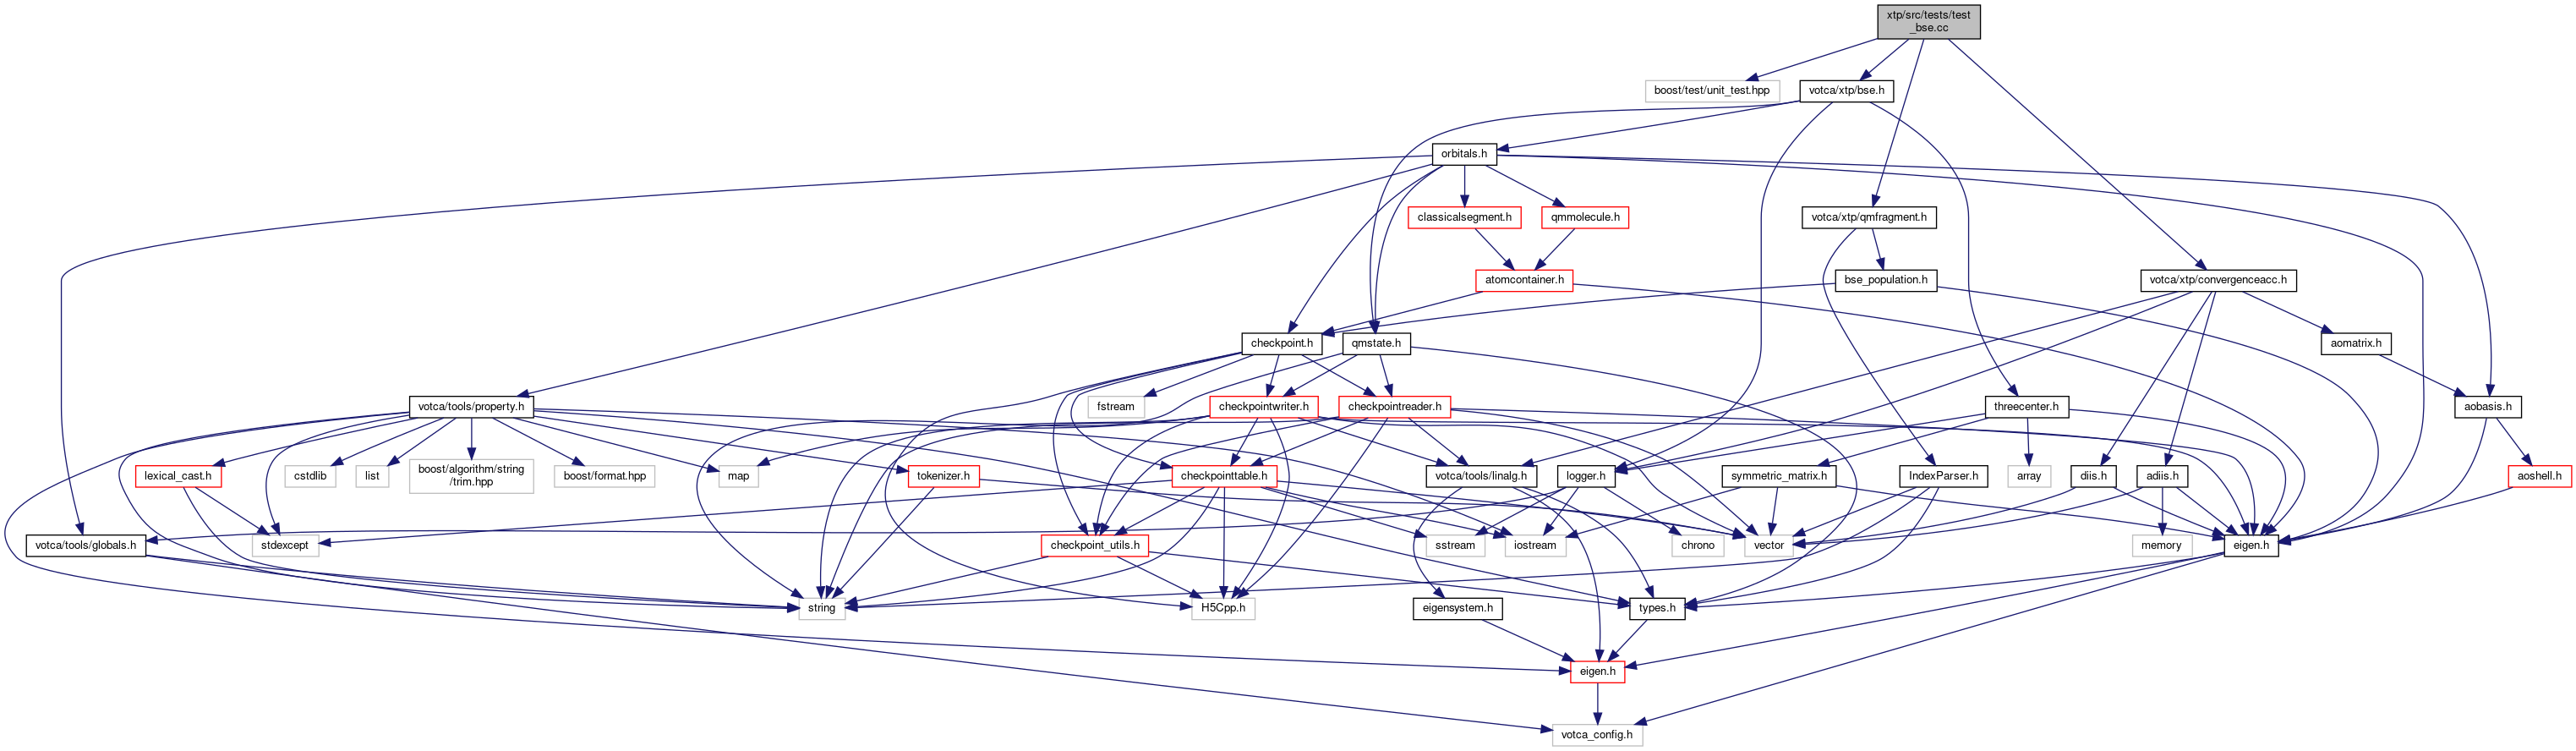 xtp/src/tests/test
_bse.cc
boost/test/unit_test.hpp
votca/xtp/bse.h
orbitals.h
classicalsegment.h
qmmolecule.h
votca/xtp/qmfragment.h
atomcontainer.h
bse_population.h
votca/xtp/convergenceacc.h
checkpoint.h
qmstate.h
aomatrix.h
votca/tools/property.h
fstream
checkpointwriter.h
checkpointreader.h
threecenter.h
aobasis.h
lexical_cast.h
cstdlib
list
boost/algorithm/string
/trim.hpp
boost/format.hpp
map
tokenizer.h
checkpointtable.h
votca/tools/linalg.h
logger.h
symmetric_matrix.h
IndexParser.h
array
diis.h
adiis.h
aoshell.h
votca/tools/globals.h
stdexcept
checkpoint_utils.h
sstream
iostream
chrono
vector
memory
eigen.h
string
H5Cpp.h
eigensystem.h
types.h
eigen.h
votca_config.h